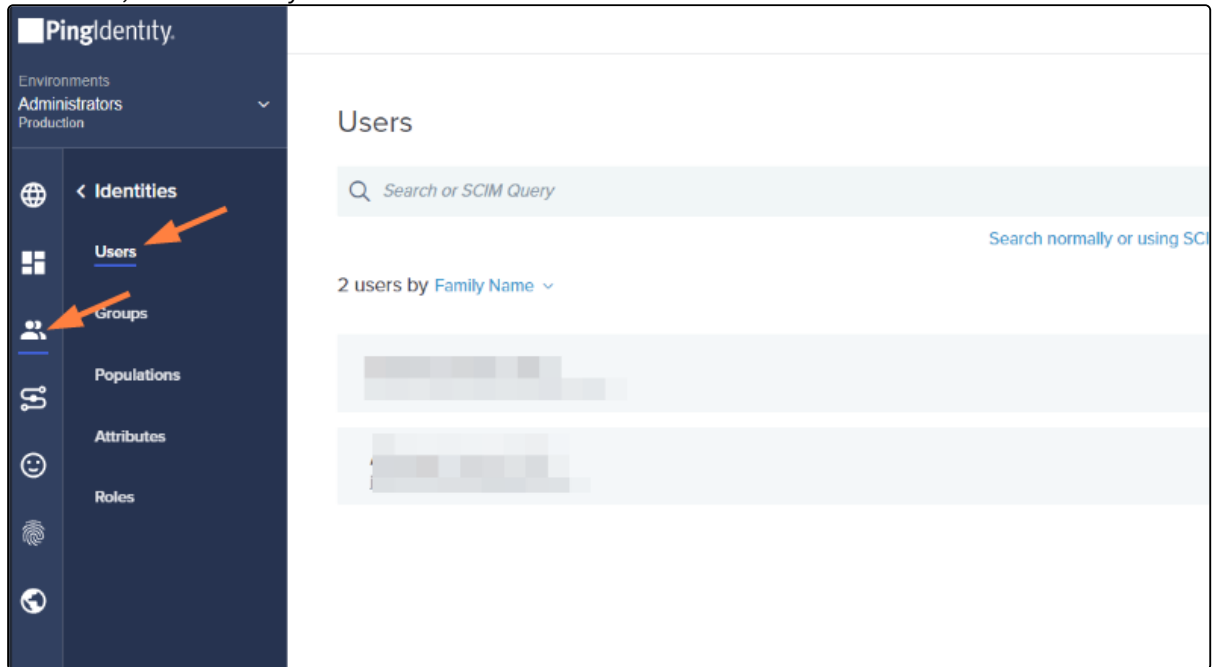 PingIdentity.
Environments
Administrators
Production
Identities
Users
Groups
Populations
Attributes
Roles
Users
Search or SCIM Query
Search normally or using SCI
2 users by Family Name